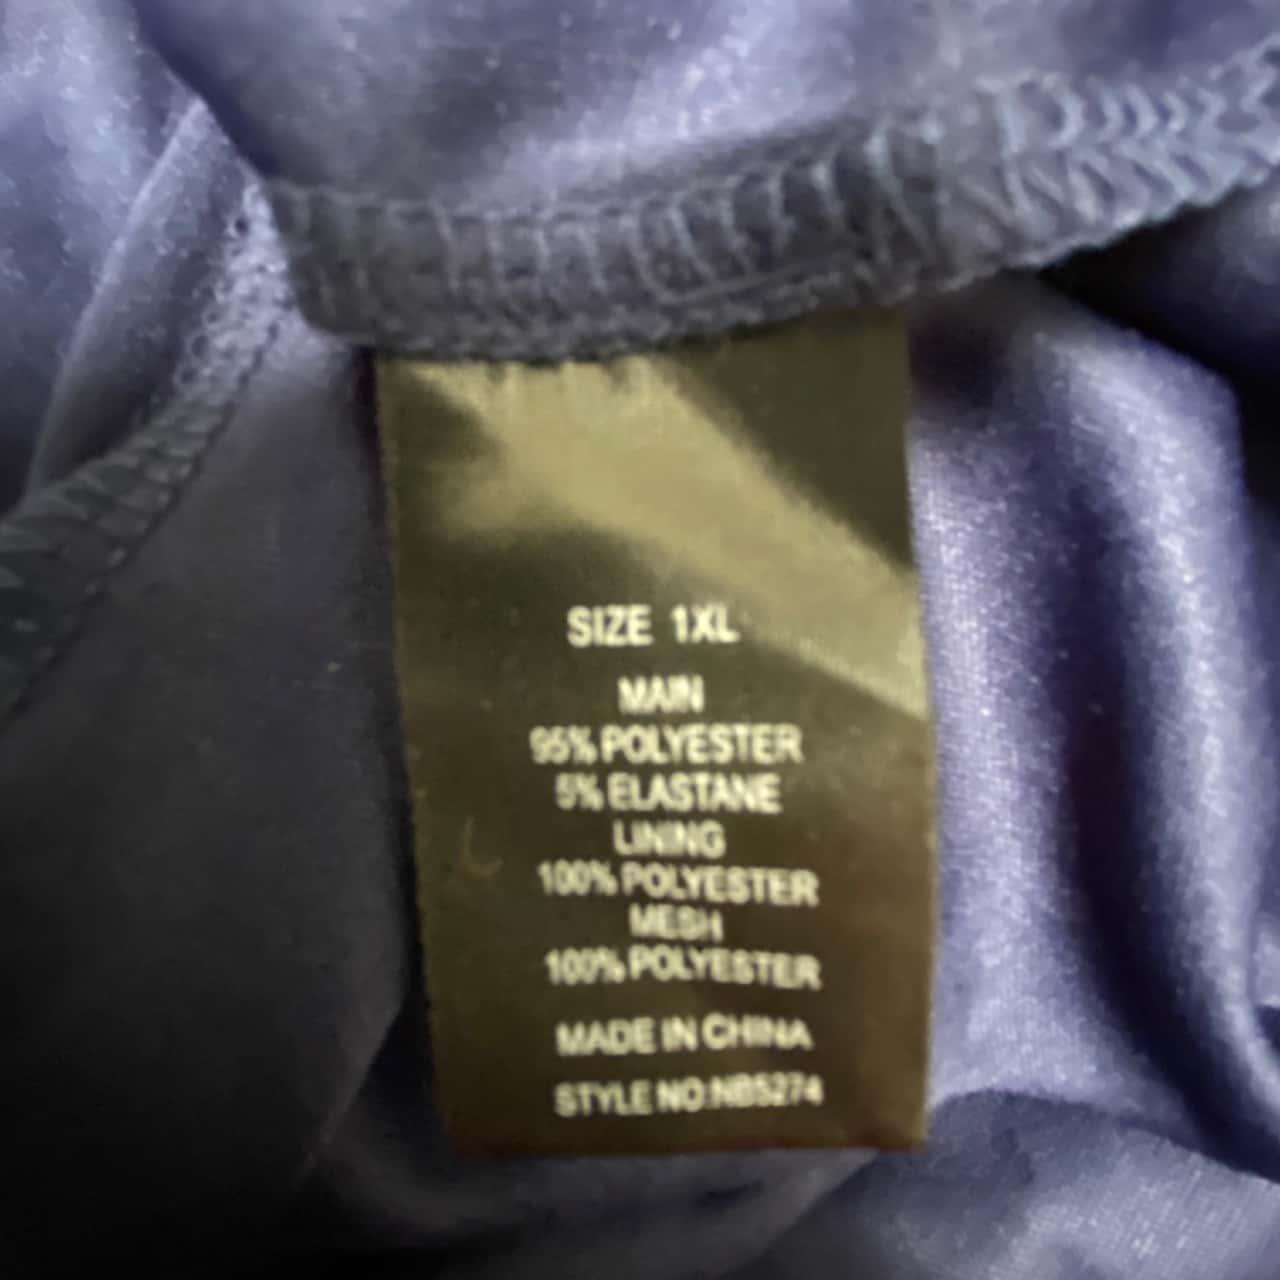 SIZE 1XL
MAIN
95% POLYESTER
5% ELASTANE
LINING
100% POLYESTER
MESH
100% POLYESTER
MADE IN CHINA
STYLE NO:NB5274